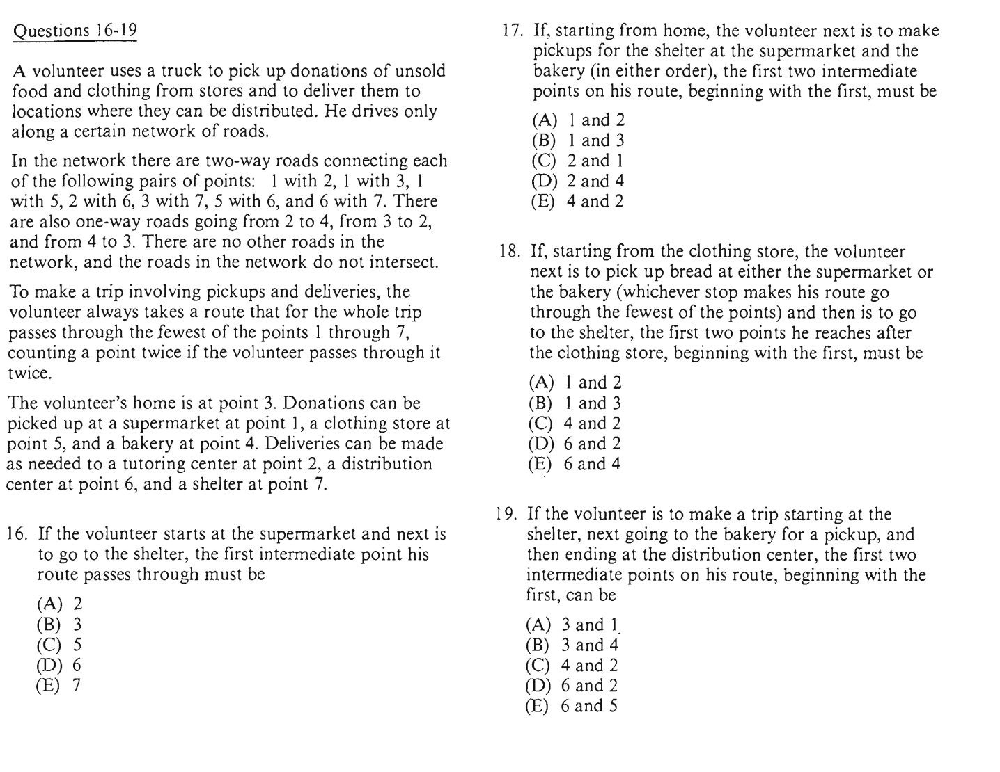 Questions 16-19
A volunteer uses a truck to pick up donations of unsold
food and clothing from stores and to deliver them to
locations where they can be distributed. He drives only
along a certain network of roads.
In the network there are two-way roads connecting each
of the following pairs of points: 1 with 2, 1 with 3, 1
with 5, 2 with 6, 3 with 7, 5 with 6, and 6 with 7. There
are also one-way roads going from 2 to 4, from 3 to 2,
and from 4 to 3. There are no other roads in the
network, and the roads in the network do not intersect.
To make a trip involving pickups and deliveries, the
volunteer always takes a route that for the whole trip
passes through the fewest of the points 1 through 7,
counting a point twice if the volunteer passes through it
twice.
The volunteer's home is at point 3. Donations can be
picked up at a supermarket at point 1, a clothing store at
point 5, and a bakery at point 4. Deliveries can be made
as needed to a tutoring center at point 2, a distribution
center at point 6, and a shelter at point 7.
16. If the volunteer starts at the supermarket and next is
to go to the shelter, the first intermediate point his
route passes through must be
(A) 2
(B) 3
(C) 5
(D) 6
(E) 7
17. If, starting from home, the volunteer next is to make
pickups for the shelter at the supermarket and the
bakery (in either order), the first two intermediate
points on his route, beginning with the first, must be
(A) 1 and 2
(B) 1 and 3
(C) 2 and 1
(D) 2 and 4
(E) 4 and 2
18. If, starting from the clothing store, the volunteer
next is to pick up bread at either the supermarket or
the bakery (whichever stop makes his route go
through the fewest of the points) and then is to go
to the shelter, the first two points he reaches after
the clothing store, beginning with the first, must be
(A) 1 and 2
(B) 1 and 3
(C) 4 and 2
(D) 6 and 2
(E) 6 and 4
19. If the volunteer is to make a trip starting at the
shelter, next going to the bakery for a pickup, and
then ending at the distribution center, the first two
intermediate points on his route, beginning with the
first, can be
(A) 3 and 1
(B) 3 and 4
(C) 4 and 2
(D) 6 and 2
(E) 6 and 5